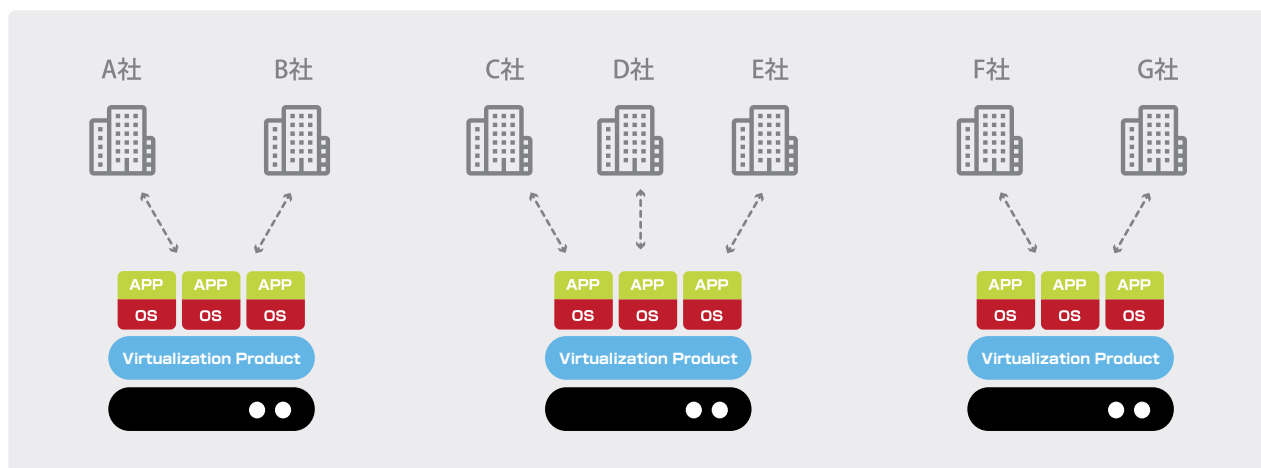 A社 B社 C社 D社 E社 F社 G社
APP APP APP APP APP APP APP APP APP
OS OS OS OS OS OS OS OS OS
Virtualization Product Virtualization Product Virtualization Product